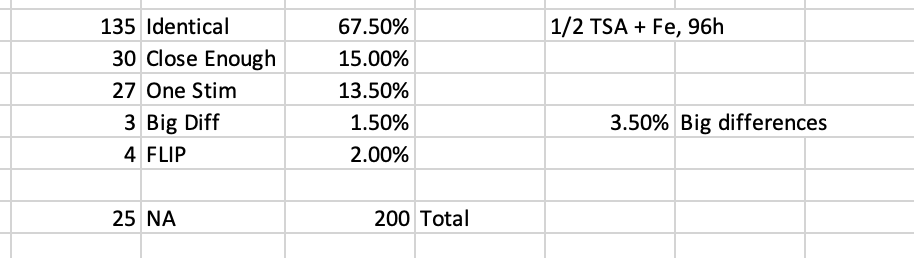 135 Identical 67.50% 1/2 TSA + Fe, 96h
30 Close Enough 15.00%
27 One Stim 13.50%
3 Big Diff 1.50% 3.50% Big differences
4 FLIP 2.00%
25 NA 200 Total